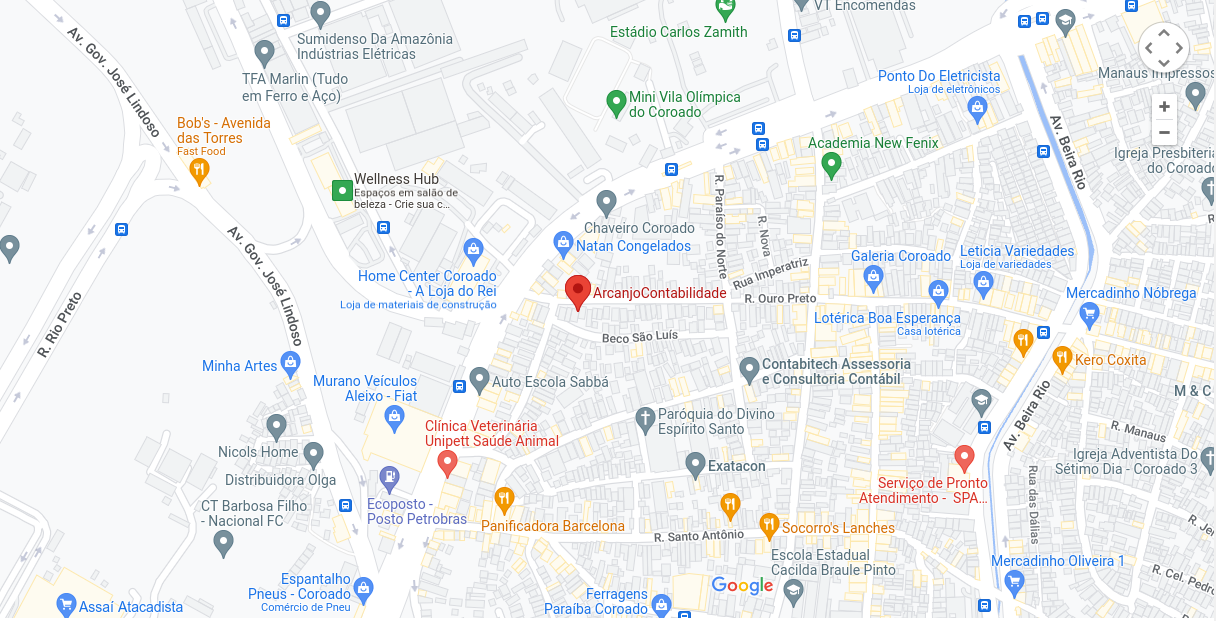 VT Encomendas
Estádio Carlos Zamith
Sumidenso Da Amazônia
Indústrias Elétricas
Av. Gov. José Lindoso
TFA Marlin (Tudo
em Ferro e Aço)
Ponto Do Eletricista
Loja de eletrônicos
Manaus Impressos
+
−
Mini Vila Olímpica
do Coroado
Bob's - Avenida
das Torres
Fast Food
Av. Beira Rio
Academia New Fenix
Igreja Presbiteria
do Coroado
Wellness Hub
Espaços em salão de
beleza - Crie sua c...
R. Paraíso do Norte
R. Nova
Chaveiro Coroado
Natan Congelados
Av. Gov. José Lindoso
Galeria Coroado
Leticia Variedades
Loja de variedades
Rua Imperatriz
Home Center Coroado
- A Loja do Rei
Loja de materiais de construção
ArcanjoContabilidade
R. Ouro Preto
Mercadinho Nóbrega
R. Rio Preto
Lotérica Boa Esperança
Casa lotérica
Beco São Luís
Minha Artes
Kero Coxita
Contabitech Assessoria
e Consultoria Contábil
Murano Veículos
Aleixo - Fiat
Auto Escola Sabbá
M & C
Av. Beira Rio
Paróquia do Divino
Espírito Santo
Clínica Veterinária
Unipett Saúde Animal
R. Manaus
Nicols Home
Exatacon
Igreja Adventista Do
Sétimo Dia - Coroado 3
Distribuidora Olga
Serviço de Pronto
Atendimento - SPA...
Rua das Dálias
CT Barbosa Filho
- Nacional FC
Ecoposto -
Posto Petrobras
Panificadora Barcelona
Socorro's Lanches
R. Santo Antônio
R. Je
Escola Estadual
Cacilda Braule Pinto
Mercadinho Oliveira 1
R. Cel. Pedro
Google
Espantalho
Pneus - Coroado
Comércio de Pneu
Ferragens
Paraíba Coroado
Assaí Atacadista